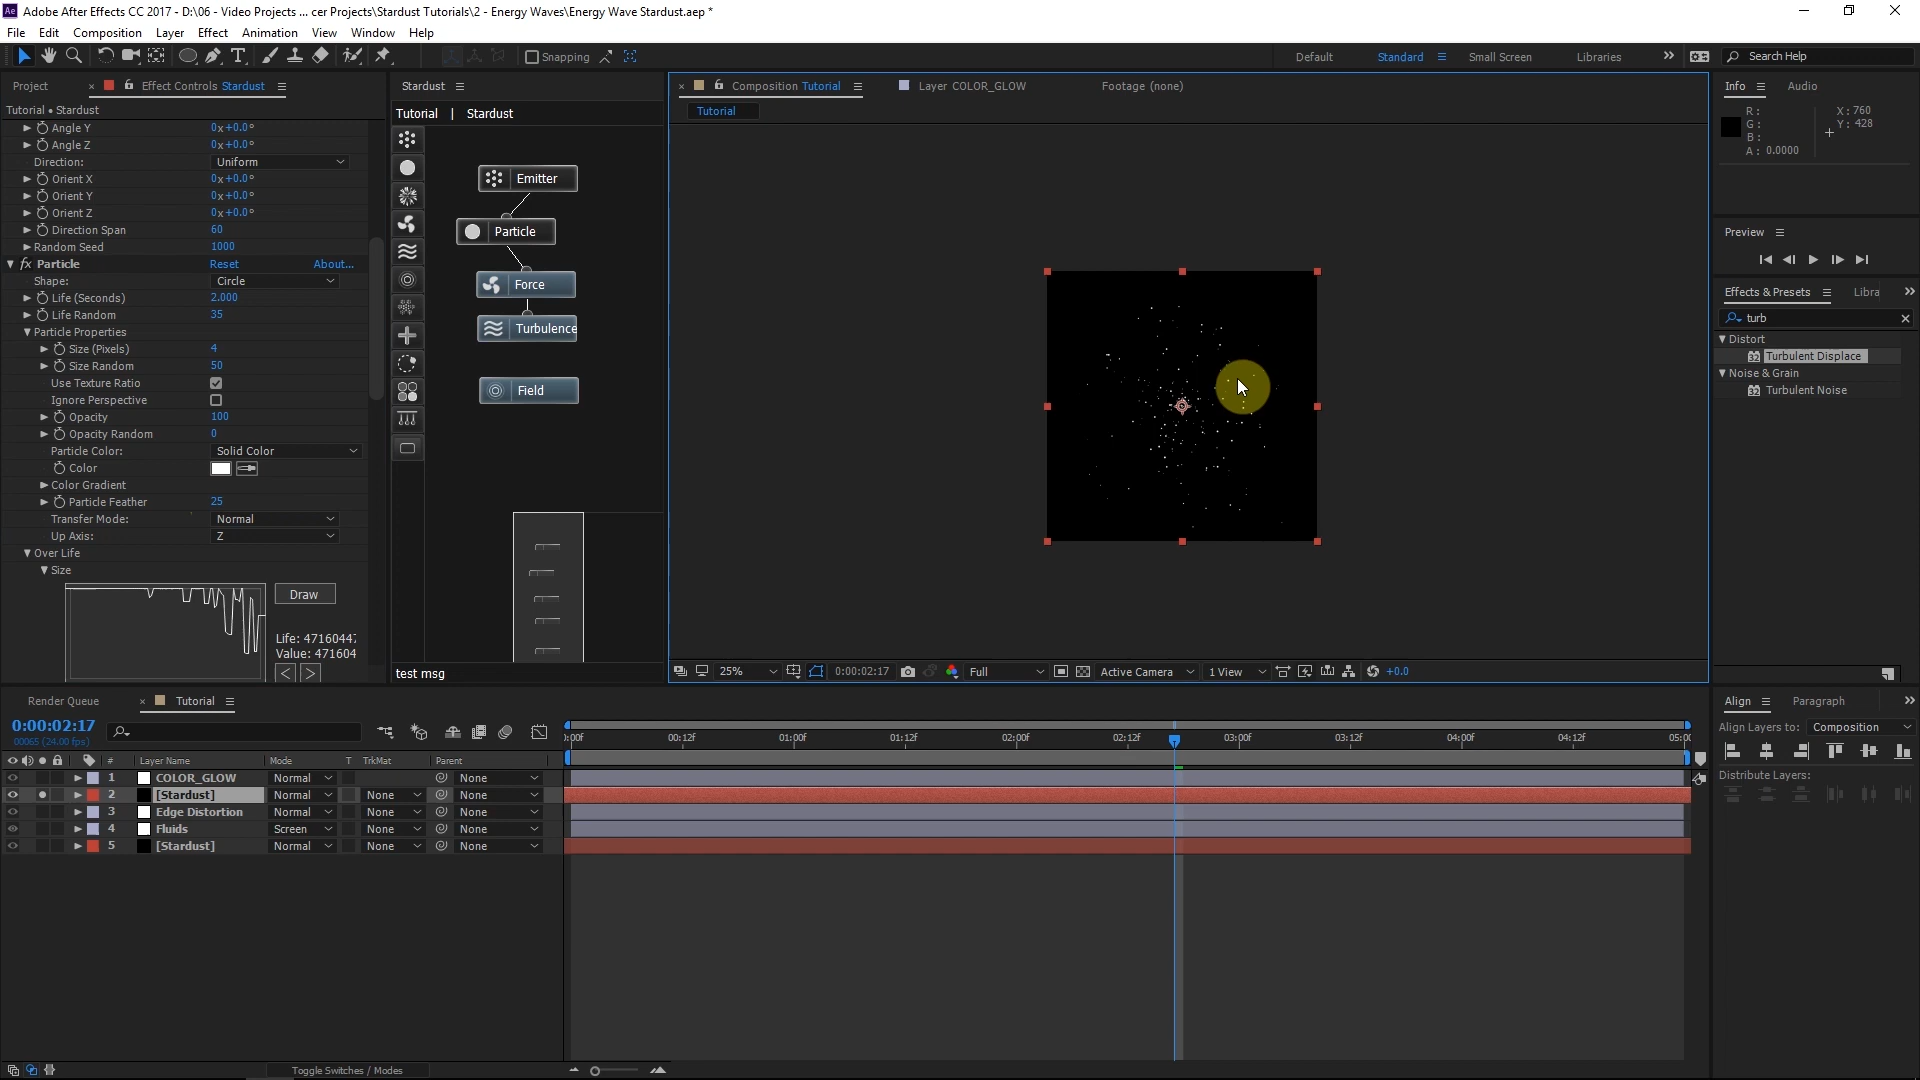 Adobe After Effects CC 2017 - D:\06 - Video Projects ... cer Projects\Stardust Tutorials\2 - Energy Waves\Energy Wave Stardust.aep *
File Edit Composition Layer Effect Animation View Window Help
Snapping Default Standard Small Screen Libraries Search Help
Project Effect Controls Stardust
Tutorial • Stardust
Angle Y 0x+0.0°
Angle Z 0x+0.0°
Direction: Uniform
Orient X 0x+0.0°
Orient Y 0x+0.0°
Orient Z 0x+0.0°
Direction Span 60
Random Seed 1000
fx Particle Reset About...
Shape: Circle
Life (Seconds) 2.000
Life Random 35
Particle Properties
Size (Pixels) 4
Size Random 50
Use Texture Ratio
Ignore Perspective
Opacity 100
Opacity Random 0
Particle Color: Solid Color
Color
Color Gradient
Particle Feather 25
Transfer Mode: Normal
Up Axis: Z
Over Life
Size
Draw
Life: 4716044
Value: 471604
Stardust
Tutorial | Stardust
Emitter
Particle
Force
Turbulence
Field
test msg
Composition Tutorial Layer COLOR_GLOW Footage (none)
Tutorial
25% 0:00:02:17 Full Active Camera 1 View +0.0
Info Audio
R: X: 760
G: Y: 428
B:
A: 0.0000
Preview
Effects & Presets Libra
turb
Distort
32 Turbulent Displace
Noise & Grain
32 Turbulent Noise
Render Queue Tutorial
0:00:02:17
00065 (24.00 fps)
:00f 00:12f 01:00f 01:12f 02:00f 02:12f 03:00f 03:12f 04:00f 04:12f 05:00
# Layer Name Mode T TrkMat Parent
1 COLOR_GLOW Normal None
2 [Stardust] Normal None None
3 Edge Distortion Normal None None
4 Fluids Screen None None
5 [Stardust] Normal None None
Toggle Switches / Modes
Align Paragraph
Align Layers to: Composition
Distribute Layers: